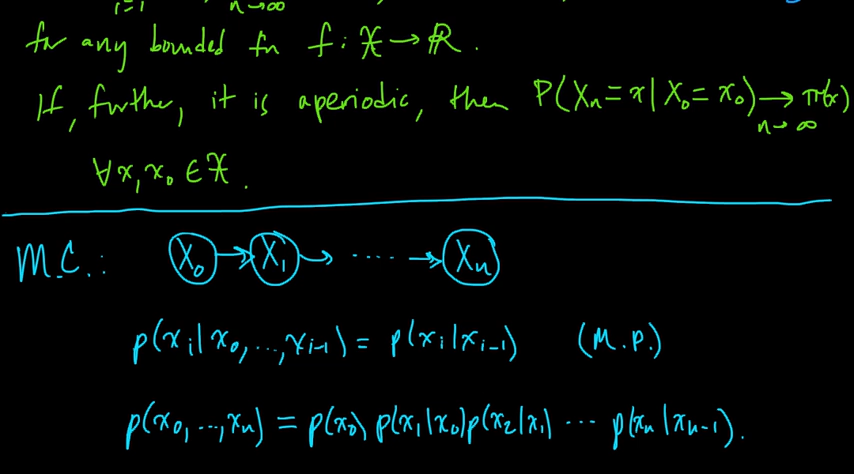 i=1 n→∞
for any bounded fn f: 𝒳 → ℝ.
If, further, it is aperiodic, then P(Xn = x | X0 = x0) → π(x)
n→∞
∀x, x0 ∈ 𝒳.
M.C.: X0 → X1 → ···· → Xn
p(xi | x0, ..., xi-1) = p(xi | xi-1) (M.P.)
p(x0, ..., xn) = p(x0) p(x1 | x0) p(x2 | x1) ··· p(xn | xn-1).